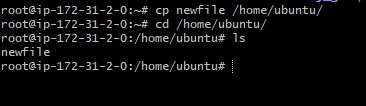 root@ip-172-31-2-0:~# cp newfile /home/ubuntu/
root@ip-172-31-2-0:~# cd /home/ubuntu/
root@ip-172-31-2-0:/home/ubuntu# ls
newfile
root@ip-172-31-2-0:/home/ubuntu#